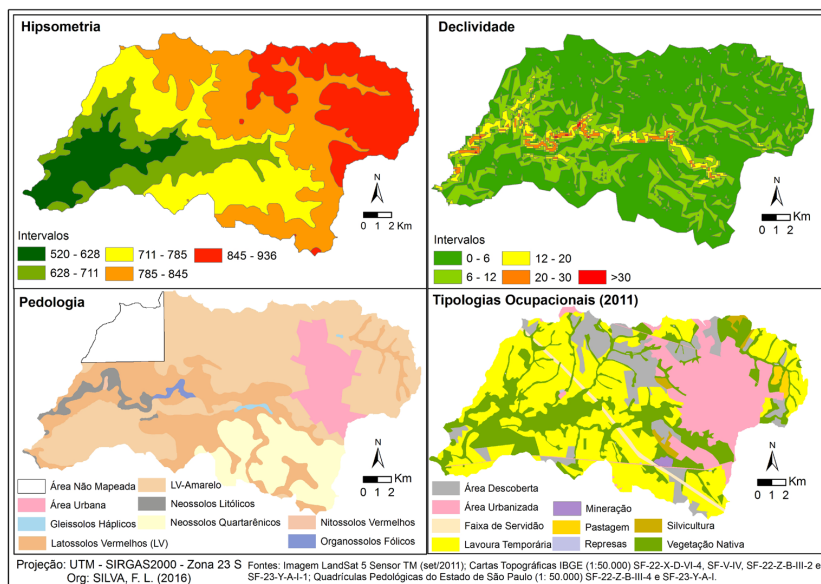 Hipsometria
N
0 1 2 Km
Intervalos
520 - 628
711 - 785
845 - 936
628 - 711
785 - 845
Declividade
N
0 1 2 Km
Intervalos
0 - 6
12 - 20
6 - 12
20 - 30
>30
Pedologia
N
0 1 2 Km
Área Não Mapeada
LV-Amarelo
Área Urbana
Neossolos Litólicos
Gleissolos Háplicos
Neossolos Quartarênicos
Nitossolos Vermelhos
Latossolos Vermelhos (LV)
Organossolos Fólicos
Tipologias Ocupacionais (2011)
N
0 1 2 Km
Área Descoberta
Área Urbanizada
Mineração
Faixa de Servidão
Pastagem
Silvicultura
Lavoura Temporária
Represas
Vegetação Nativa
Projeção: UTM - SIRGAS2000 - Zona 23 S
Org: SILVA, F. L. (2016)
Fontes: Imagem LandSat 5 Sensor TM (set/2011); Cartas Topográficas IBGE (1:50.000) SF-22-X-D-VI-4, SF-V-IV, SF-22-Z-B-III-2 e
SF-23-Y-A-I-1; Quadrículas Pedológicas do Estado de São Paulo (1: 50.000) SF-22-Z-B-III-4 e SF-23-Y-A-I.